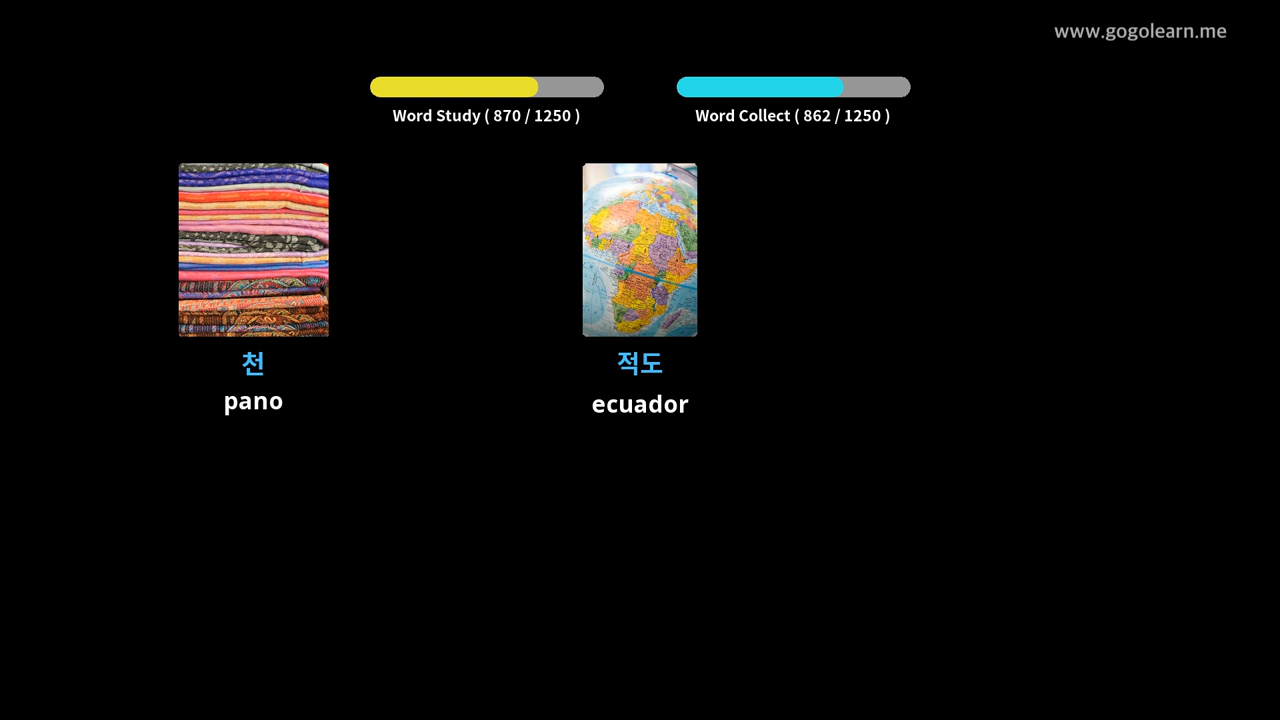 www.gogolearn.me
Word Study ( 870 / 1250 )
Word Collect ( 862 / 1250 )
천
pano
적도
ecuador